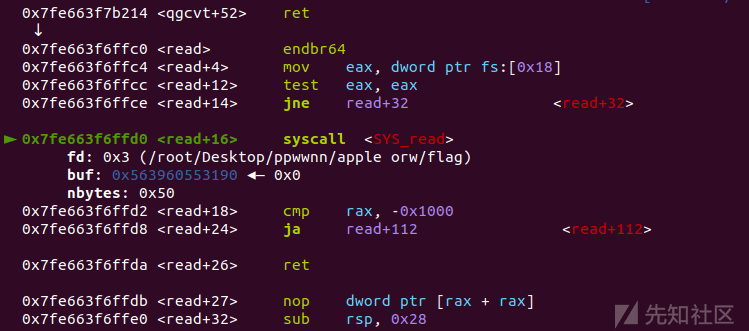 0x7fe663f7b214 <qgcvt+52> ret
↓
0x7fe663f6ffc0 <read> endbr64
0x7fe663f6ffc4 <read+4> mov eax, dword ptr fs:[0x18]
0x7fe663f6ffcc <read+12> test eax, eax
0x7fe663f6ffce <read+14> jne read+32 <read+32>
► 0x7fe663f6ffd0 <read+16> syscall <SYS_read>
fd: 0x3 (/root/Desktop/ppwwnn/apple orw/flag)
buf: 0x563960553190 ◂— 0x0
nbytes: 0x50
0x7fe663f6ffd2 <read+18> cmp rax, -0x1000
0x7fe663f6ffd8 <read+24> ja read+112 <read+112>
0x7fe663f6ffda <read+26> ret
0x7fe663f6ffdb <read+27> nop dword ptr [rax + rax]
0x7fe663f6ffe0 <read+32> sub rsp, 0x28
先知社区